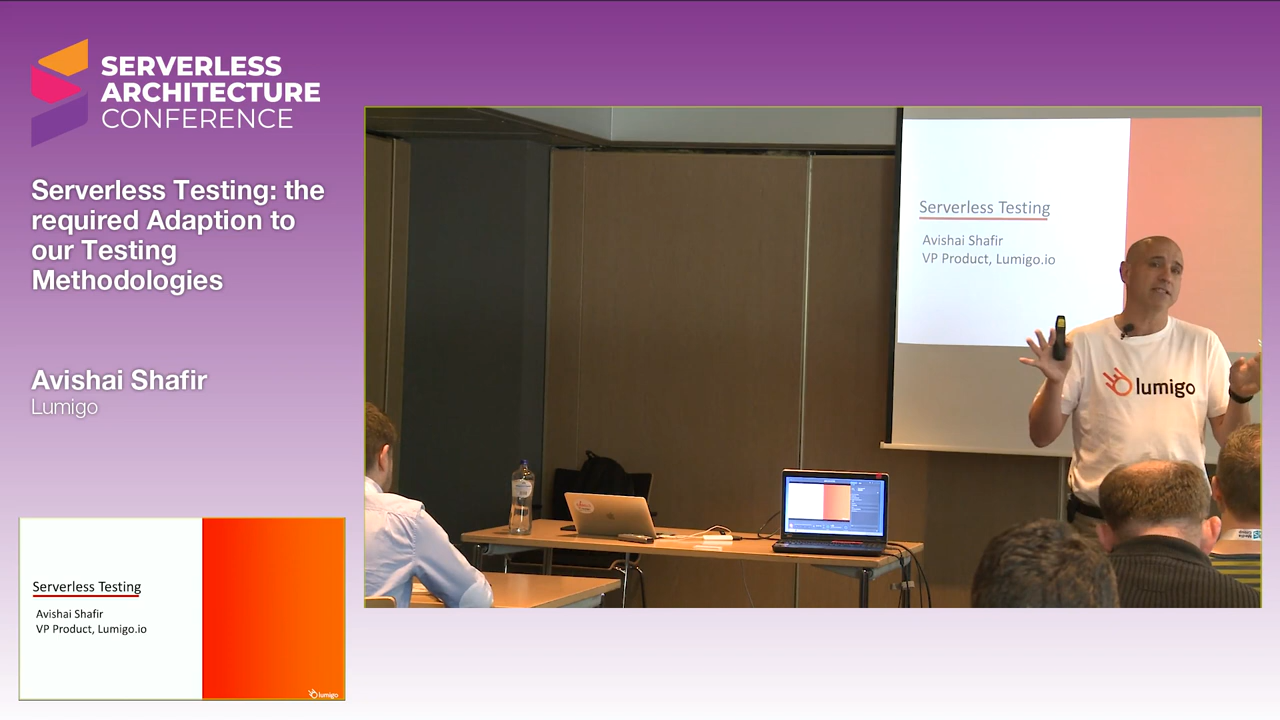 SERVERLESS
ARCHITECTURE
CONFERENCE
Serverless Testing: the
required Adaption to
our Testing
Methodologies
Avishai Shafir
Lumigo
Serverless Testing
Avishai Shafir
VP Product, Lumigo.io
lumigo
Serverless Testing
Avishai Shafir
VP Product, Lumigo.io
lumigo